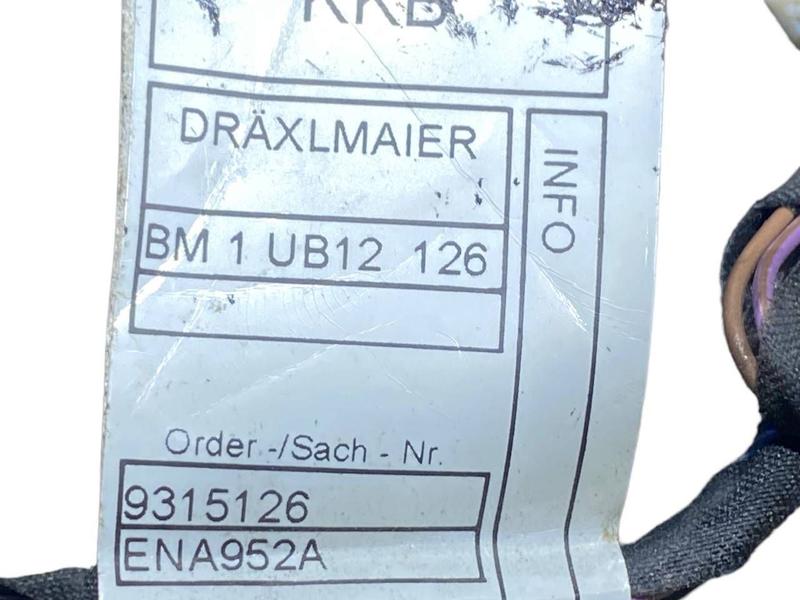 KKB
DRÄXLMAIER
INFO
BM 1 UB12 126
Order -/Sach - Nr.
9315126
ENA952A